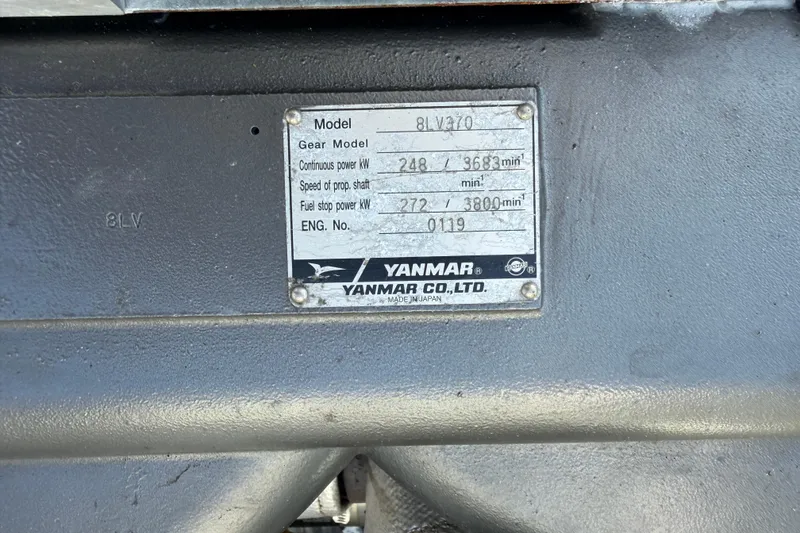 Model 8LV370
Gear Model
Continuous power kW 248 / 3683 min⁻¹
Speed of prop. shaft min⁻¹
Fuel stop power kW 272 / 3800 min⁻¹
ENG. No. 0119
8LV
YANMAR®
YANMAR CO.,LTD.
MADE IN JAPAN